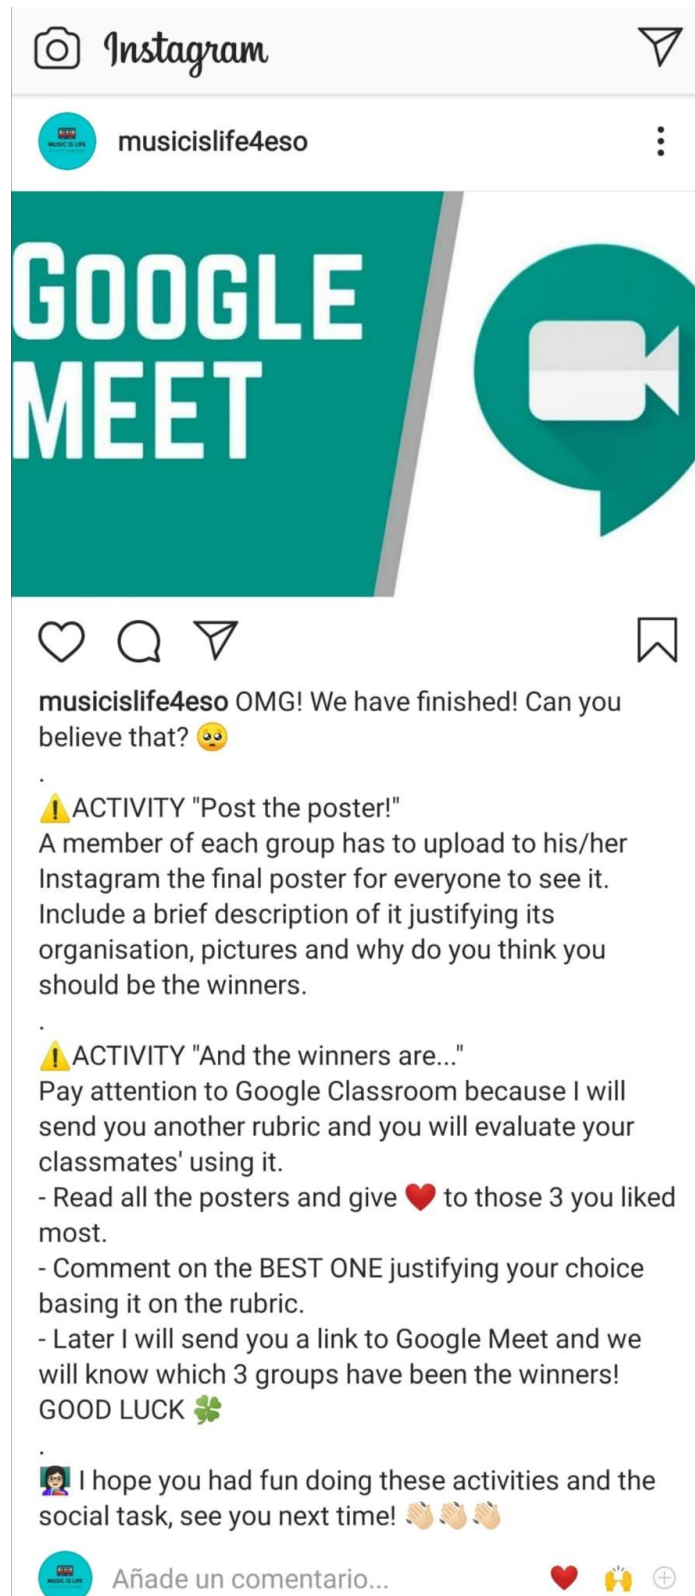 Instagram
MUSIC IS LIFE
musicislife4eso
GOOGLE
MEET
musicislife4eso OMG! We have finished! Can you
believe that? 🥺
.
⚠️ACTIVITY "Post the poster!"
A member of each group has to upload to his/her
Instagram the final poster for everyone to see it.
Include a brief description of it justifying its
organisation, pictures and why do you think you
should be the winners.
.
⚠️ACTIVITY "And the winners are..."
Pay attention to Google Classroom because I will
send you another rubric and you will evaluate your
classmates' using it.
- Read all the posters and give ❤️ to those 3 you liked
most.
- Comment on the BEST ONE justifying your choice
basing it on the rubric.
- Later I will send you a link to Google Meet and we
will know which 3 groups have been the winners!
GOOD LUCK 🍀
.
👩🏻‍🏫 I hope you had fun doing these activities and the
social task, see you next time! 👋🏻👋🏻👋🏻
MUSIC IS LIFE
Añade un comentario...